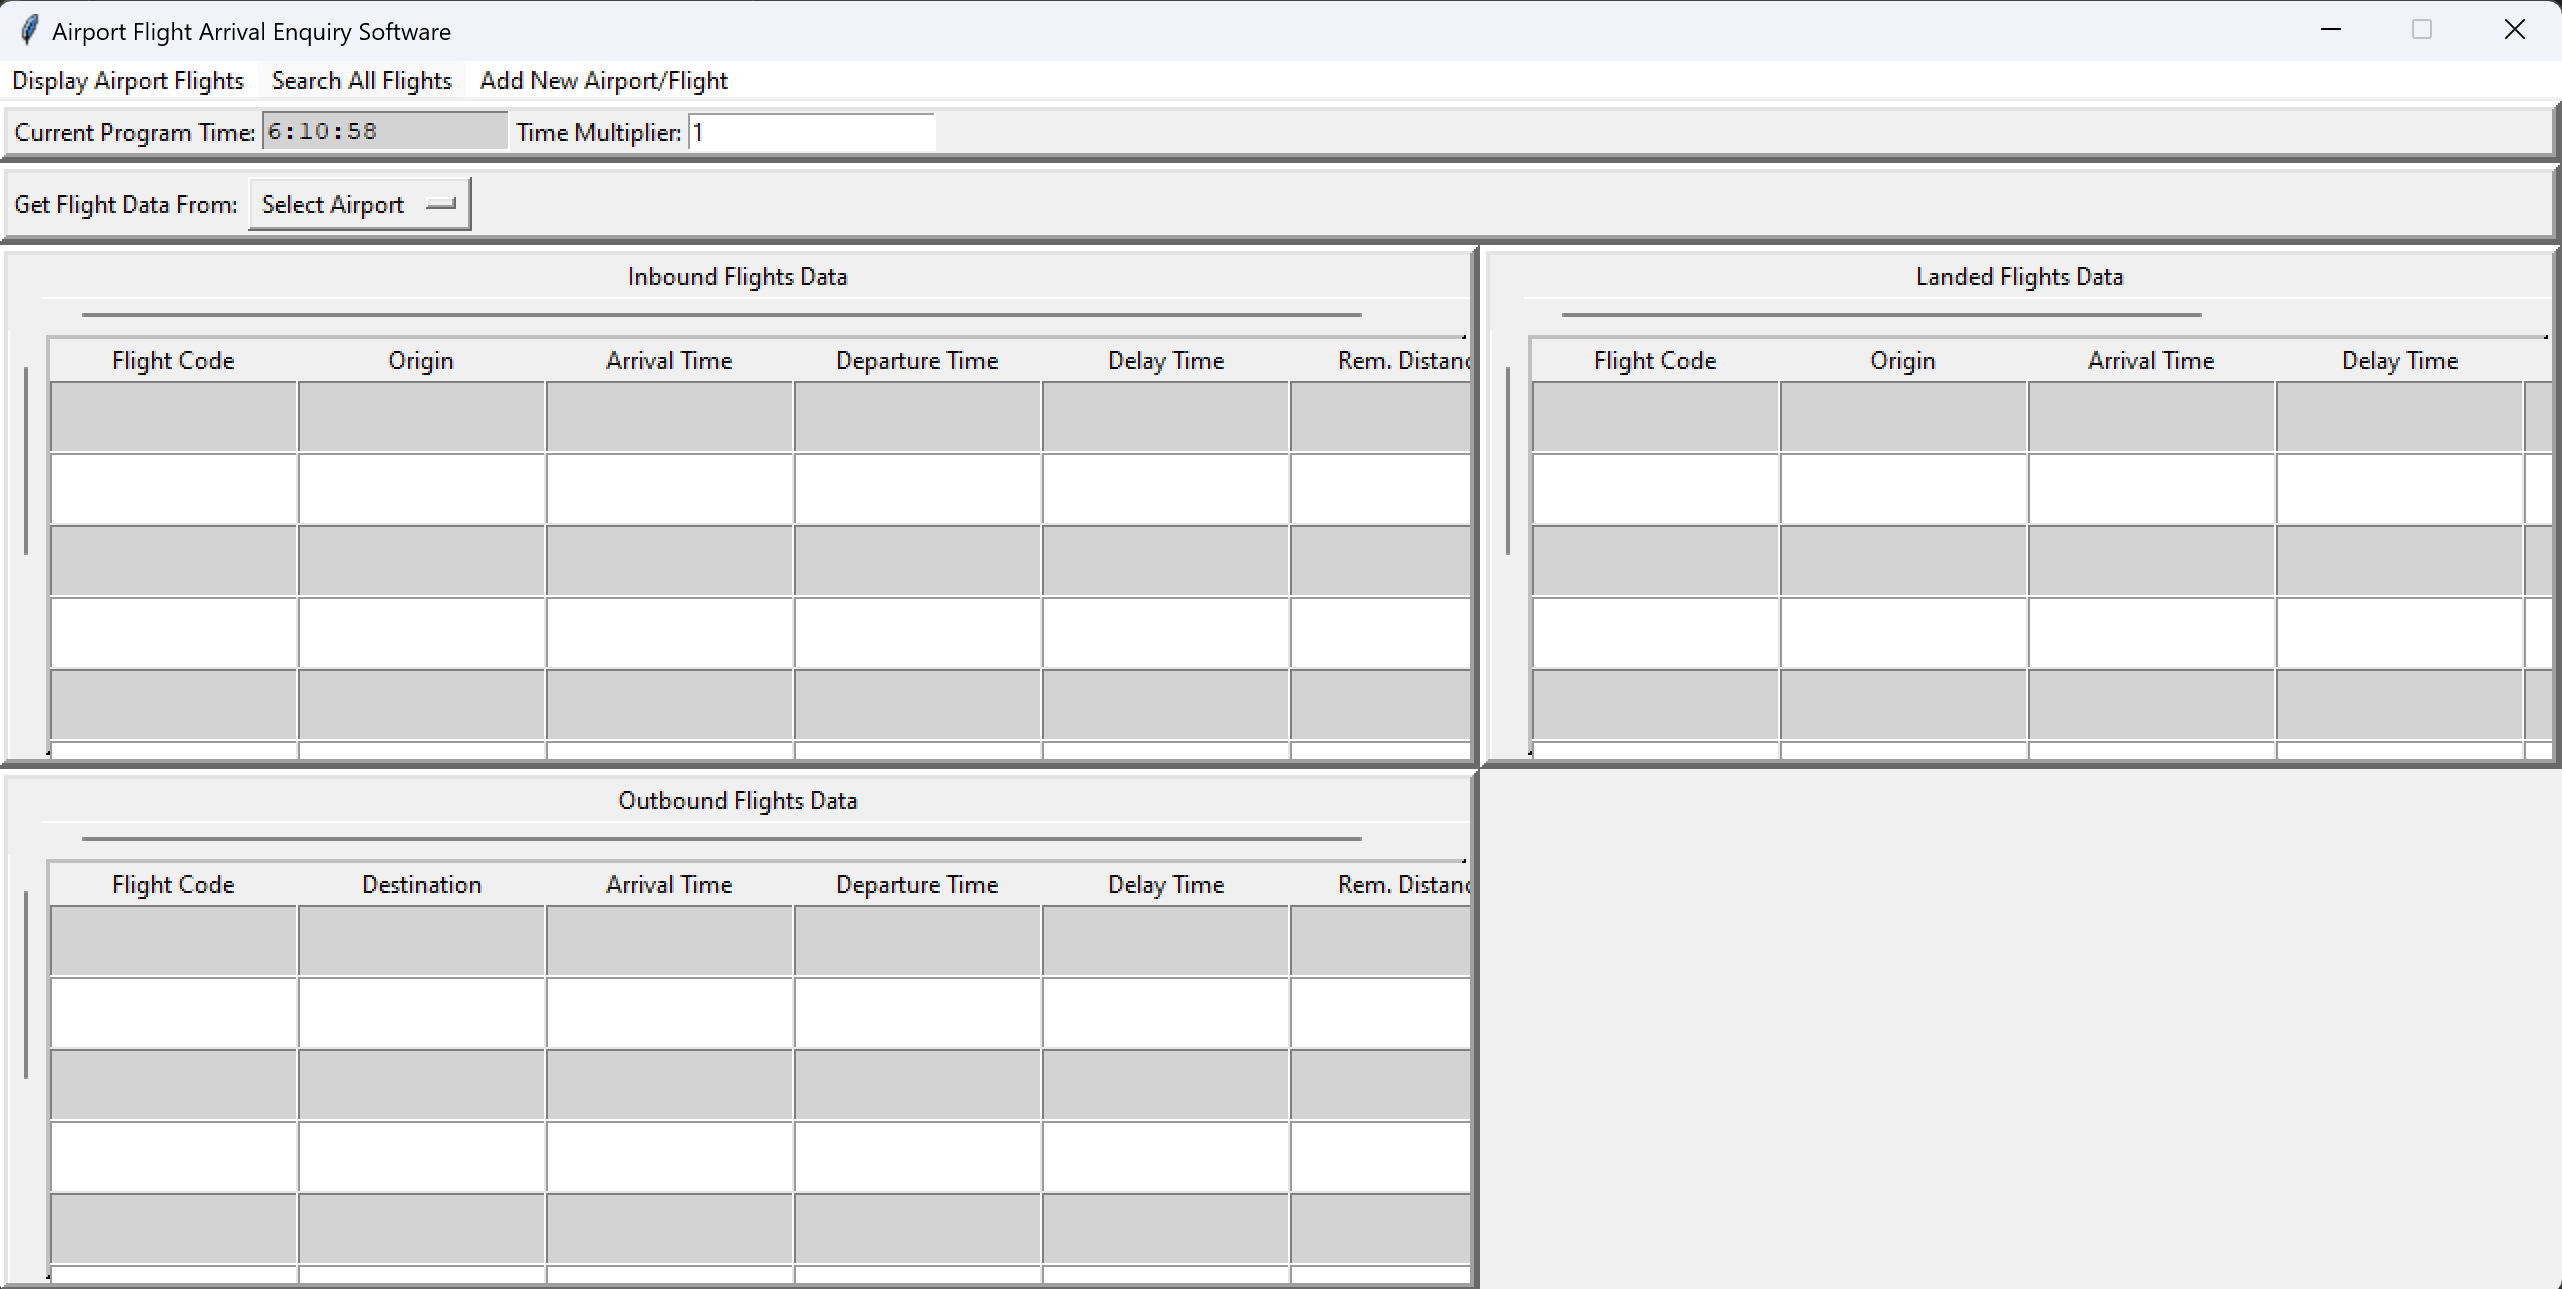 Airport Flight Arrival Enquiry Software
Display Airport Flights Search All Flights Add New Airport/Flight
Current Program Time: 6:10:58 Time Multiplier: 1
Get Flight Data From: Select Airport
Inbound Flights Data
Flight Code Origin Arrival Time Departure Time Delay Time Rem. Distanc
Landed Flights Data
Flight Code Origin Arrival Time Delay Time
Outbound Flights Data
Flight Code Destination Arrival Time Departure Time Delay Time Rem. Distanc